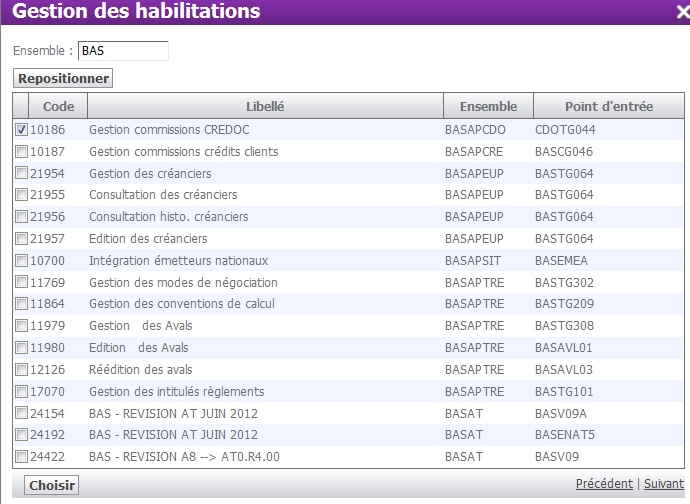 Gestion des habilitations
Ensemble : BAS
Repositionner
Code Libellé Ensemble Point d'entrée
10186 Gestion commissions CREDOC BASAPCDO CDOTG044
10187 Gestion commissions crédits clients BASAPCRE BASCG046
21954 Gestion des créanciers BASAPEUP BASTG064
21955 Consultation des créanciers BASAPEUP BASTG064
21956 Consultation histo. créanciers BASAPEUP BASTG064
21957 Edition des créanciers BASAPEUP BASTG064
10700 Intégration émetteurs nationaux BASAPSIT BASEMEA
11769 Gestion des modes de négociation BASAPTRE BASTG302
11864 Gestion des conventions de calcul BASAPTRE BASTG209
11979 Gestion des Avals BASAPTRE BASTG308
11980 Edition des Avals BASAPTRE BASAVL01
12126 Réédition des avals BASAPTRE BASAVL03
17070 Gestion des intitulés règlements BASAPTRE BASTG101
24154 BAS - REVISION AT JUIN 2012 BASAT BASV09A
24192 BAS - REVISION AT JUIN 2012 BASAT BASENAT5
24422 BAS - REVISION A8 --> AT0.R4.00 BASAT BASV09
Choisir Précédent | Suivant